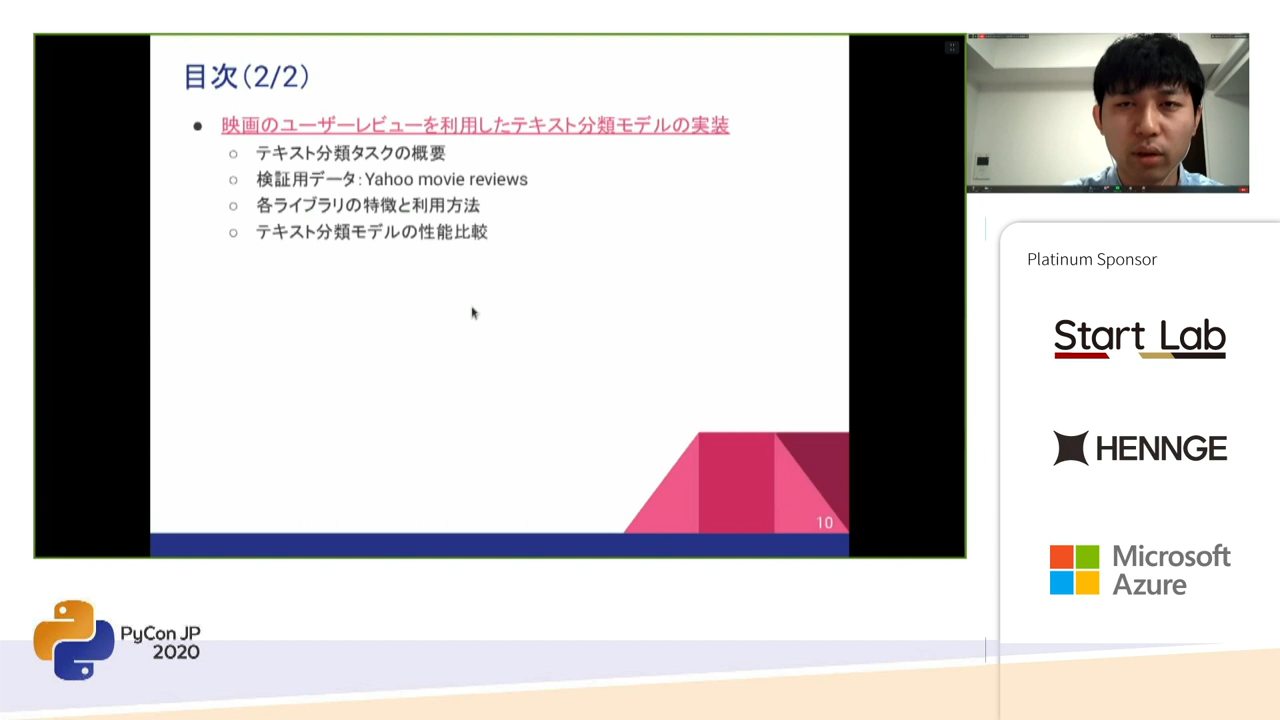 目次(2/2)
● 映画のユーザーレビューを利用したテキスト分類モデルの実装
○ テキスト分類タスクの概要
○ 検証用データ:Yahoo movie reviews
○ 各ライブラリの特徴と利用方法
○ テキスト分類モデルの性能比較
10
Platinum Sponsor
Start Lab
HENNGE
Microsoft
Azure
PyCon JP
2020